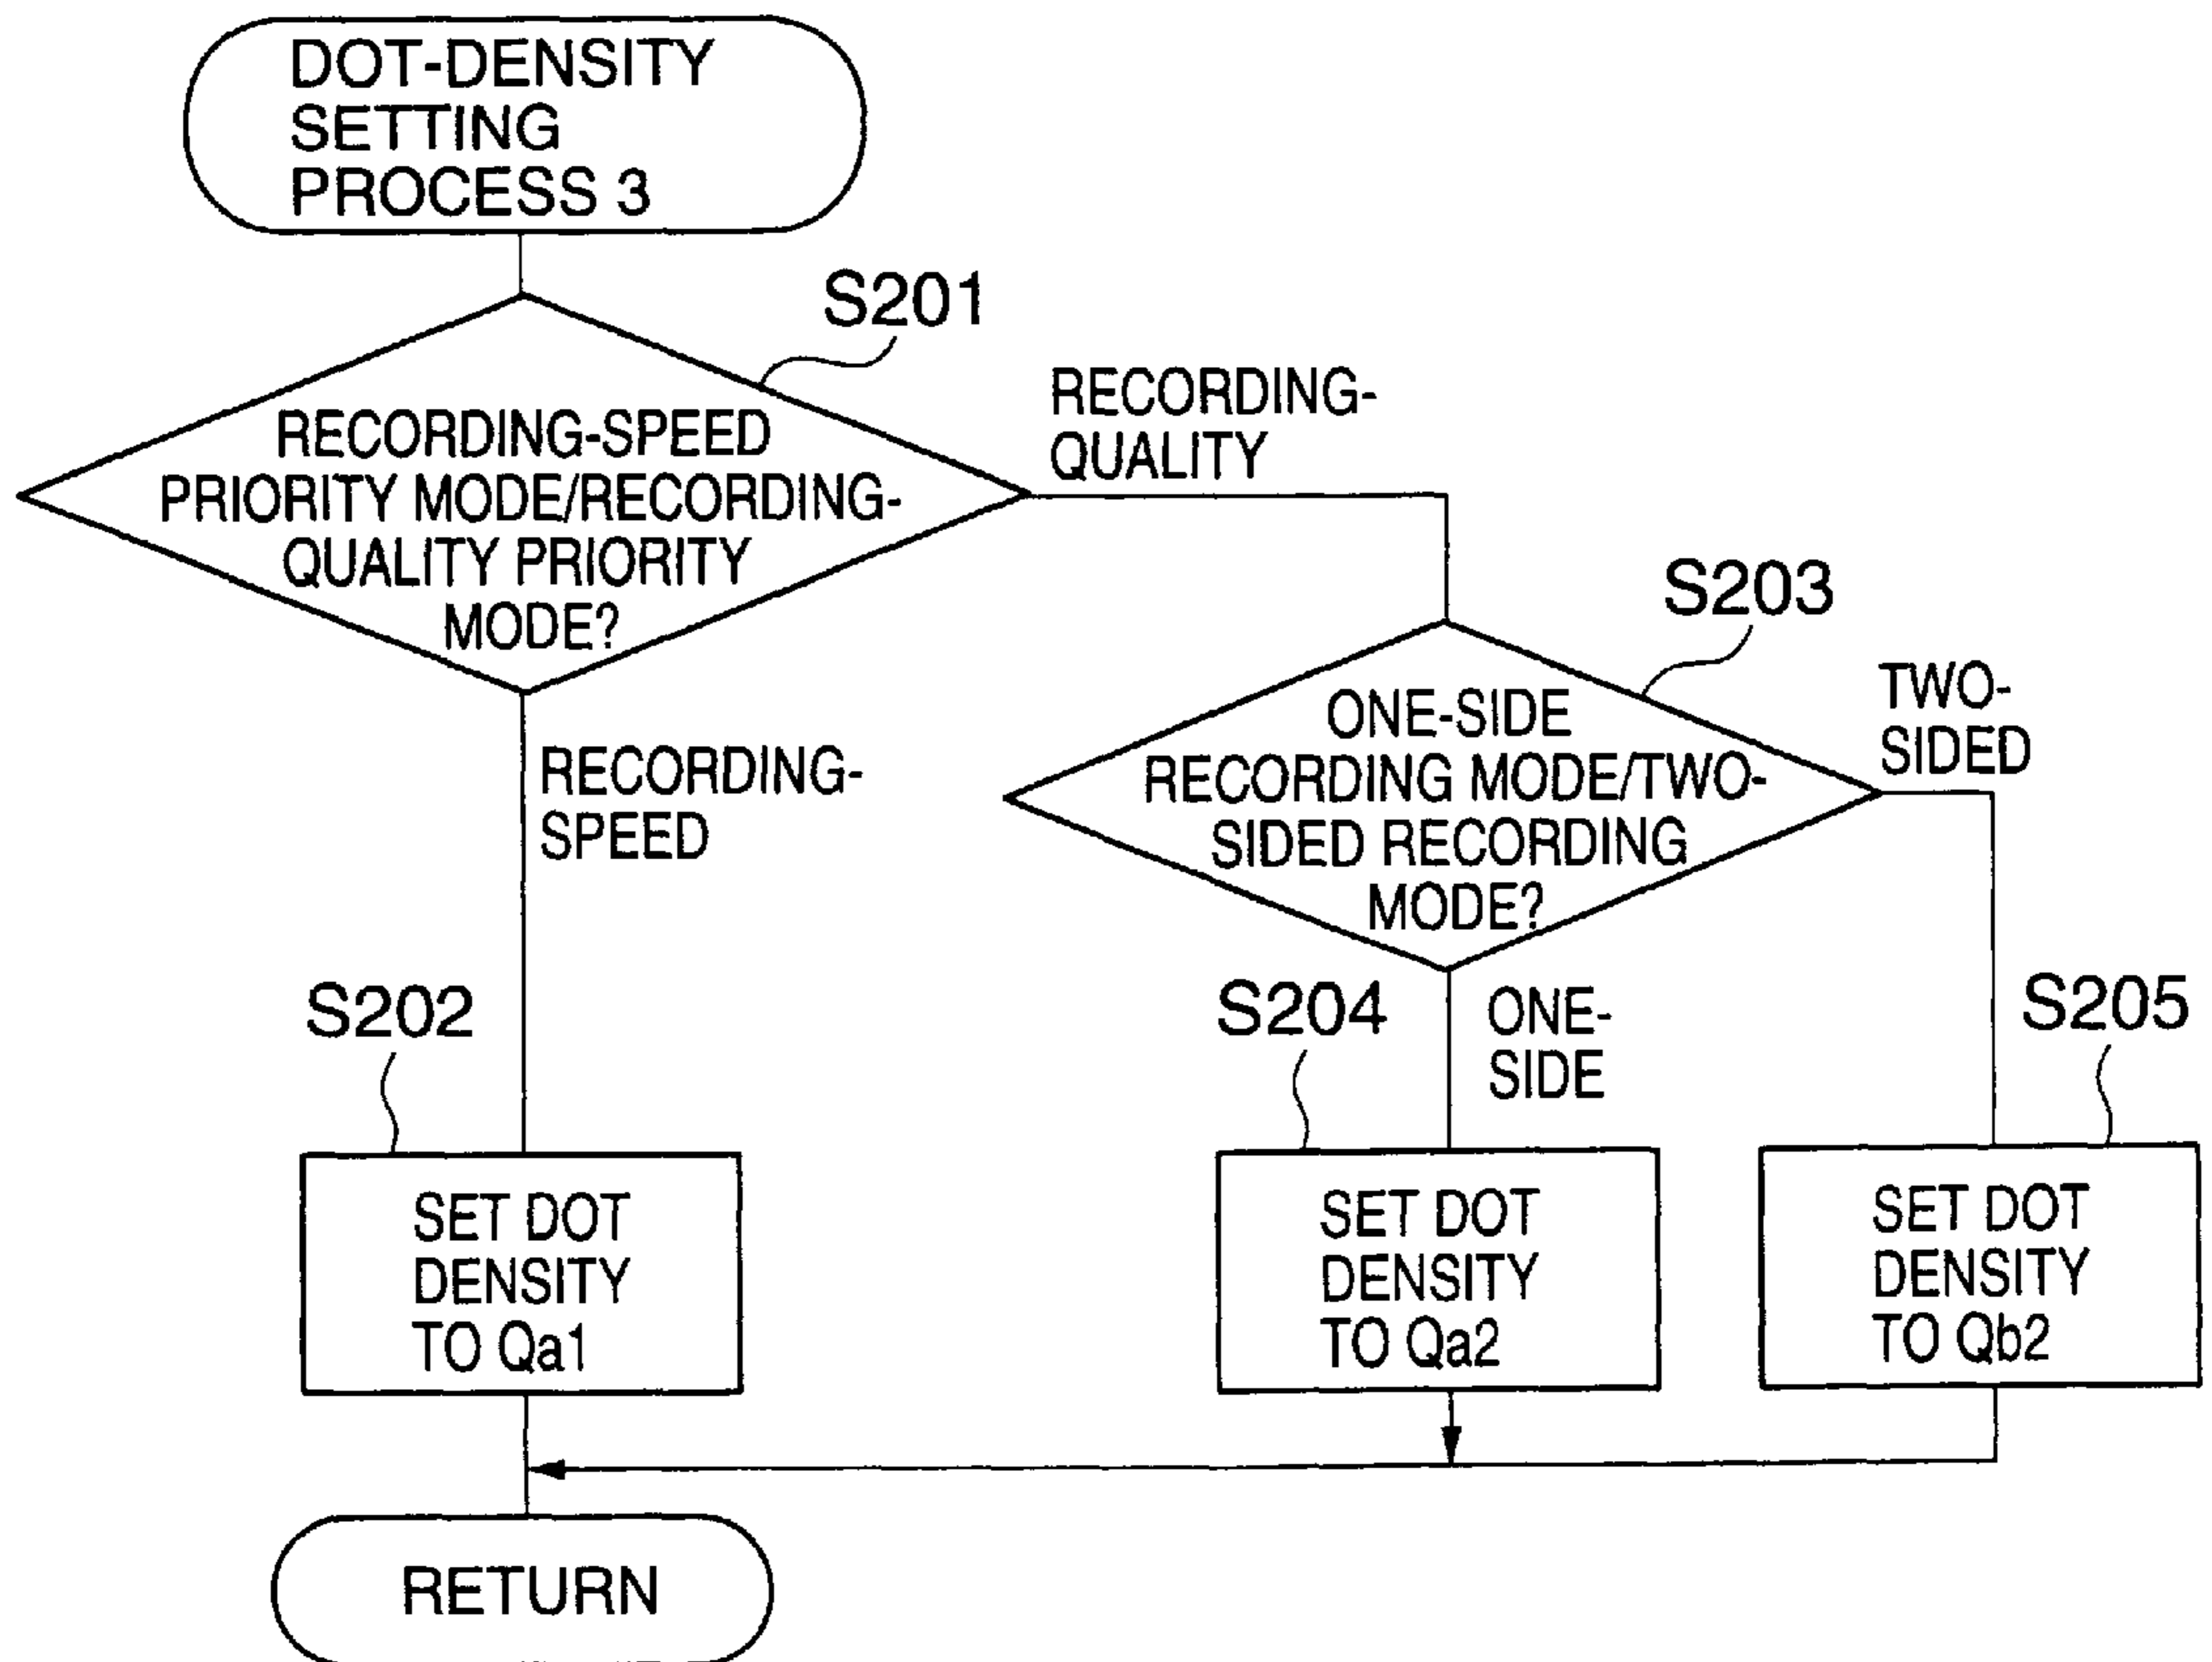 DOT-DENSITY
SETTING
PROCESS 3
S201
RECORDING-SPEED
PRIORITY MODE/RECORDING-
QUALITY PRIORITY
MODE?
RECORDING-
QUALITY
RECORDING-
SPEED
S203
ONE-SIDE
RECORDING MODE/TWO-
SIDED RECORDING
MODE?
TWO-
SIDED
ONE-
SIDE
S202
SET DOT
DENSITY
TO Qa1
S204
SET DOT
DENSITY
TO Qa2
S205
SET DOT
DENSITY
TO Qb2
RETURN